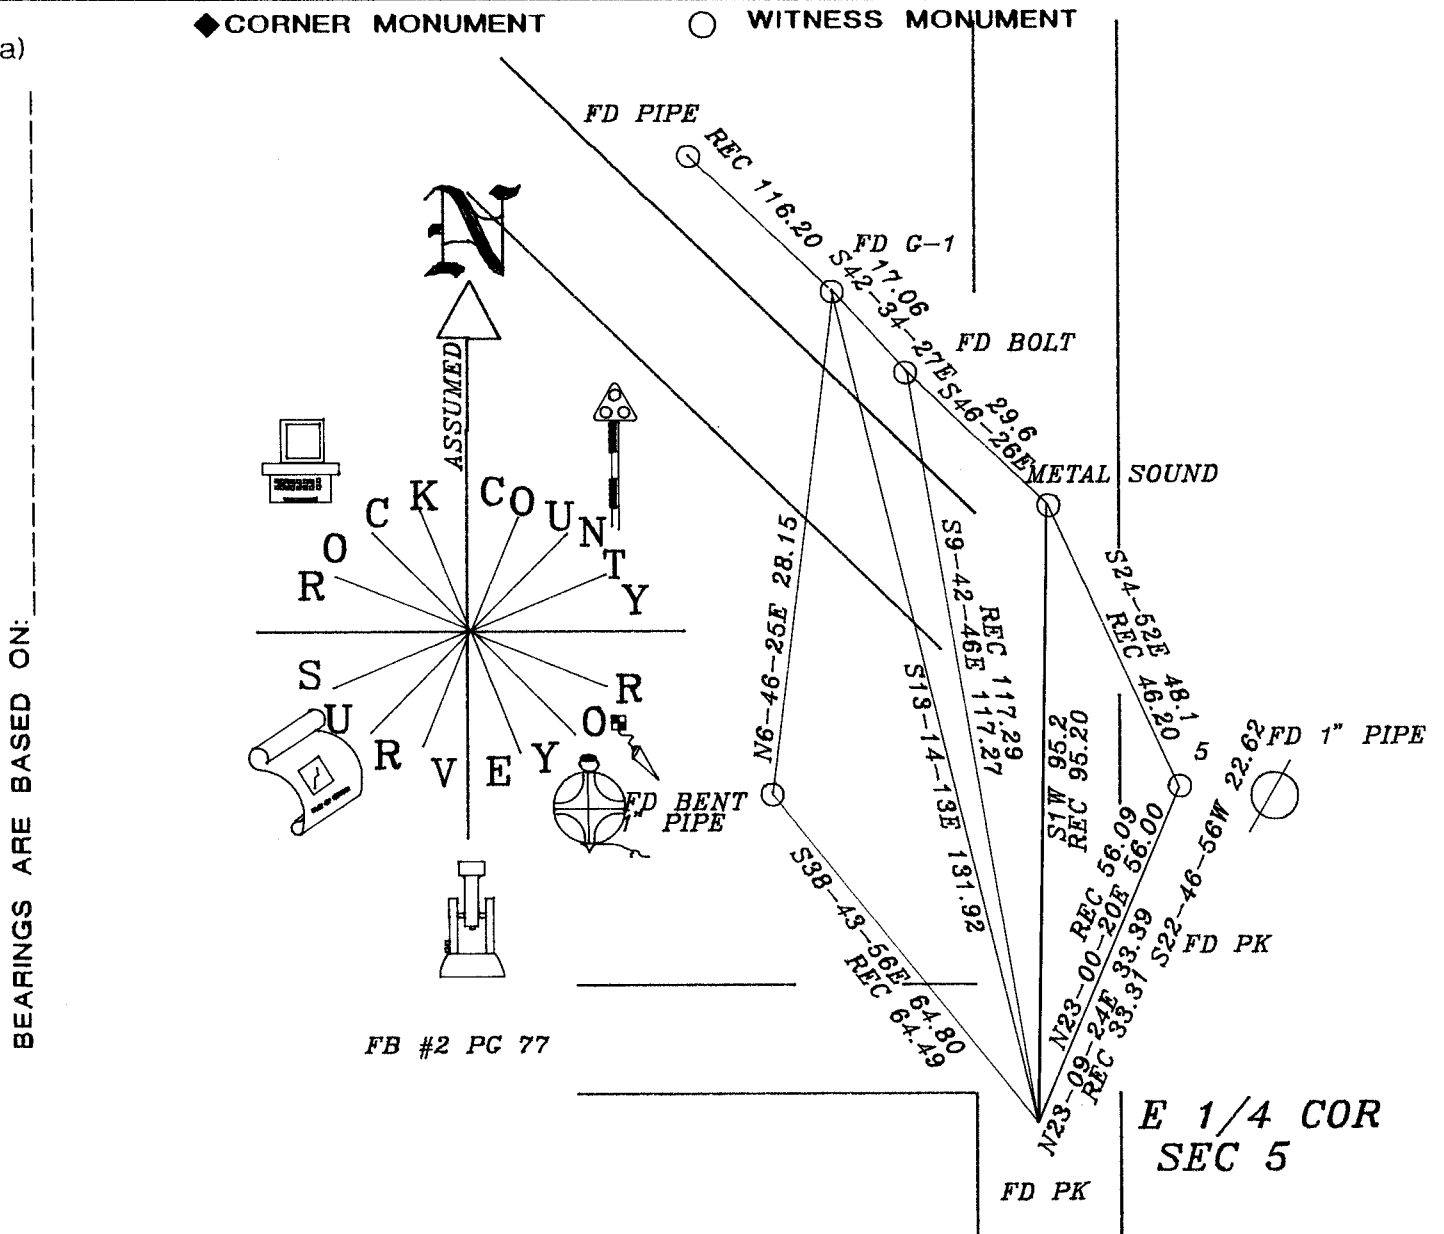 ◆ CORNER MONUMENT
○ WITNESS MONUMENT
a)
BEARINGS ARE BASED ON:
FD PIPE
REC 116.20
FD G-1
17.06
S42-34-27E
FD BOLT
29.6
S46-26E
METAL SOUND
N
ASSUMED
ROCK COUNTY
SURVEYOR
N6-46-25E 28.15
S9-42-46E 117.27
REC 117.29
S13-14-13E 131.92
S1W 95.2
REC 95.20
S24-52E 48.1
REC 46.20
5
FD 1" PIPE
FD BENT
1" PIPE
S38-43-56E 64.80
REC 64.49
REC 56.09
N23-00-20E 56.00
N23-09-24E 33.39
REC 33.31
S22-46-56W 22.62
FD PK
FB #2 PG 77
E 1/4 COR
SEC 5
FD PK